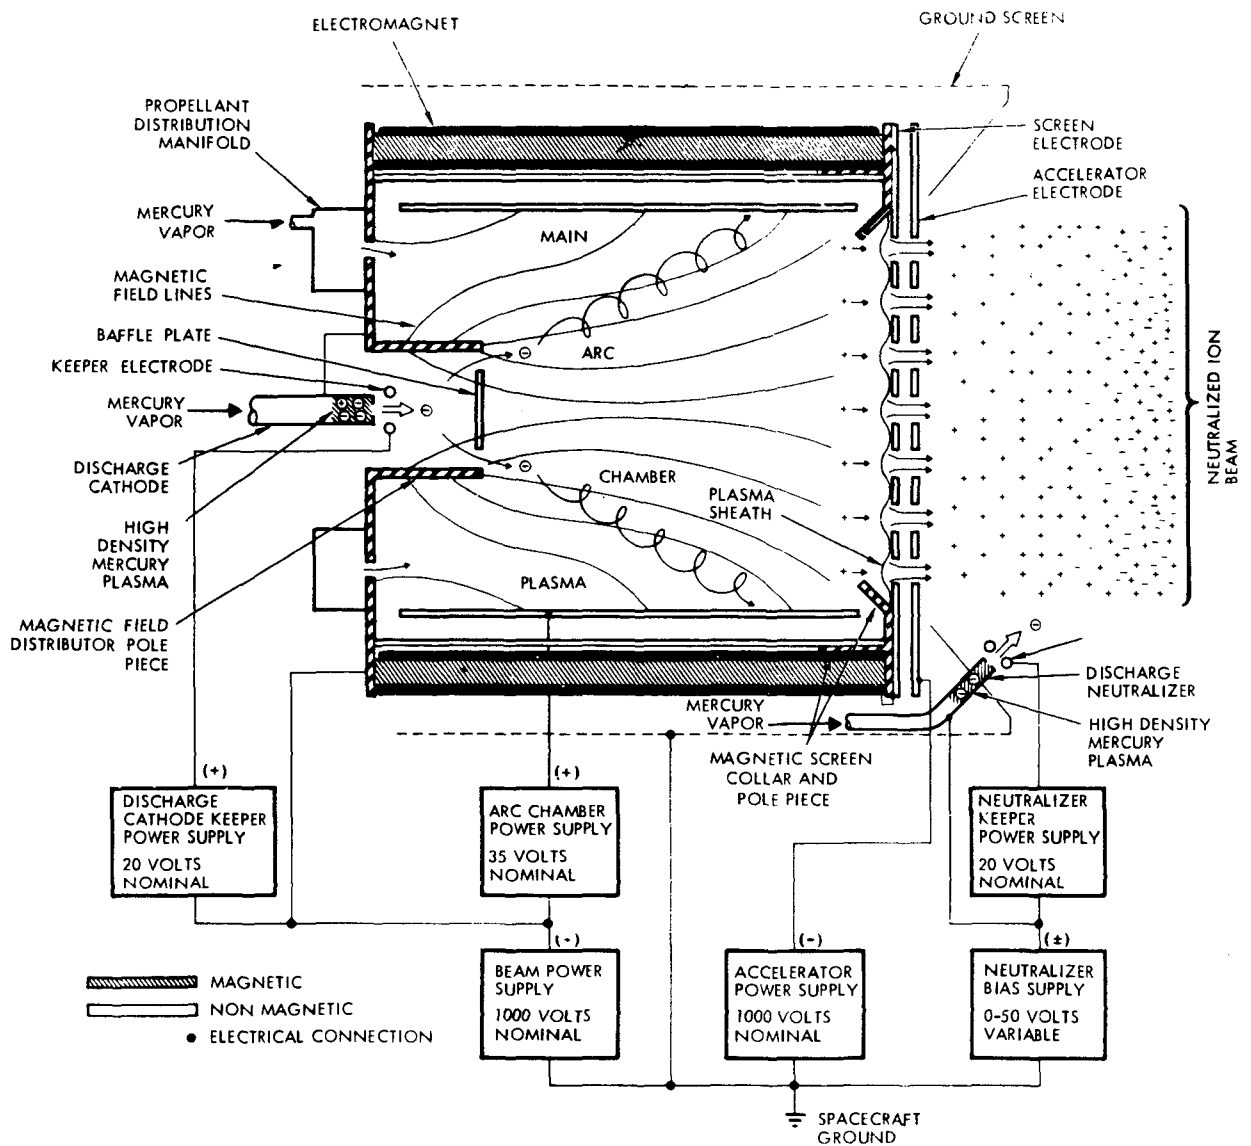 ELECTROMAGNET
GROUND SCREEN
PROPELLANT
DISTRIBUTION
MANIFOLD
SCREEN
ELECTRODE
ACCELERATOR
ELECTRODE
MERCURY
VAPOR
MAIN
MAGNETIC
FIELD LINES
BAFFLE PLATE
ARC
KEEPER ELECTRODE
MERCURY
VAPOR
NEUTRALIZED ION
BEAM
DISCHARGE
CATHODE
CHAMBER
PLASMA
SHEATH
HIGH
DENSITY
MERCURY
PLASMA
PLASMA
MAGNETIC FIELD
DISTRIBUTOR POLE
PIECE
DISCHARGE
NEUTRALIZER
MERCURY
VAPOR
HIGH DENSITY
MERCURY
PLASMA
MAGNETIC SCREEN
COLLAR AND
POLE PIECE
(+)
DISCHARGE
CATHODE KEEPER
POWER SUPPLY
20 VOLTS
NOMINAL
(+)
ARC CHAMBER
POWER SUPPLY
35 VOLTS
NOMINAL
NEUTRALIZER
KEEPER
POWER SUPPLY
20 VOLTS
NOMINAL
(-)
BEAM POWER
SUPPLY
1000 VOLTS
NOMINAL
(-)
ACCELERATOR
POWER SUPPLY
1000 VOLTS
NOMINAL
(±)
NEUTRALIZER
BIAS SUPPLY
0-50 VOLTS
VARIABLE
MAGNETIC
NON MAGNETIC
ELECTRICAL CONNECTION
SPACECRAFT
GROUND